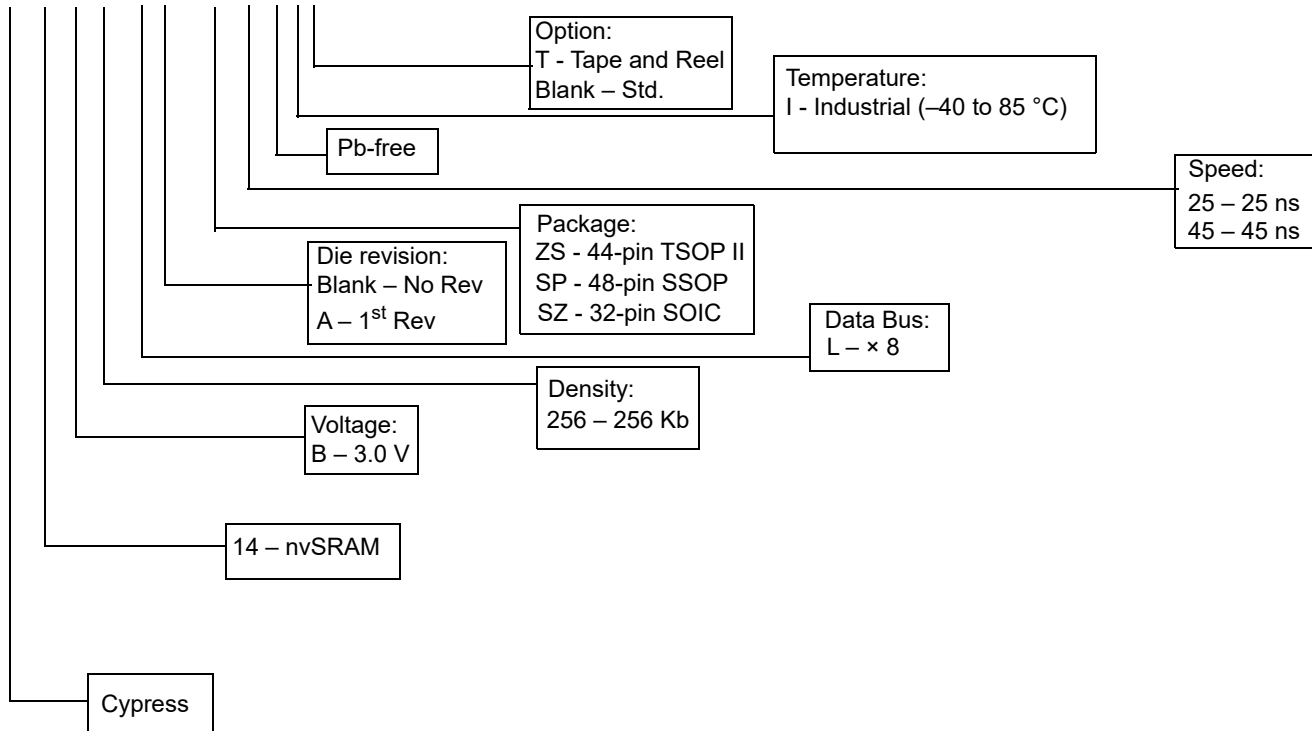 Option:
T - Tape and Reel
Blank – Std.
Temperature:
I - Industrial (–40 to 85 °C)
Pb-free
Speed:
25 – 25 ns
45 – 45 ns
Package:
ZS - 44-pin TSOP II
SP - 48-pin SSOP
SZ - 32-pin SOIC
Die revision:
Blank – No Rev
A – 1st Rev
Data Bus:
L – × 8
Density:
256 – 256 Kb
Voltage:
B – 3.0 V
14 – nvSRAM
Cypress